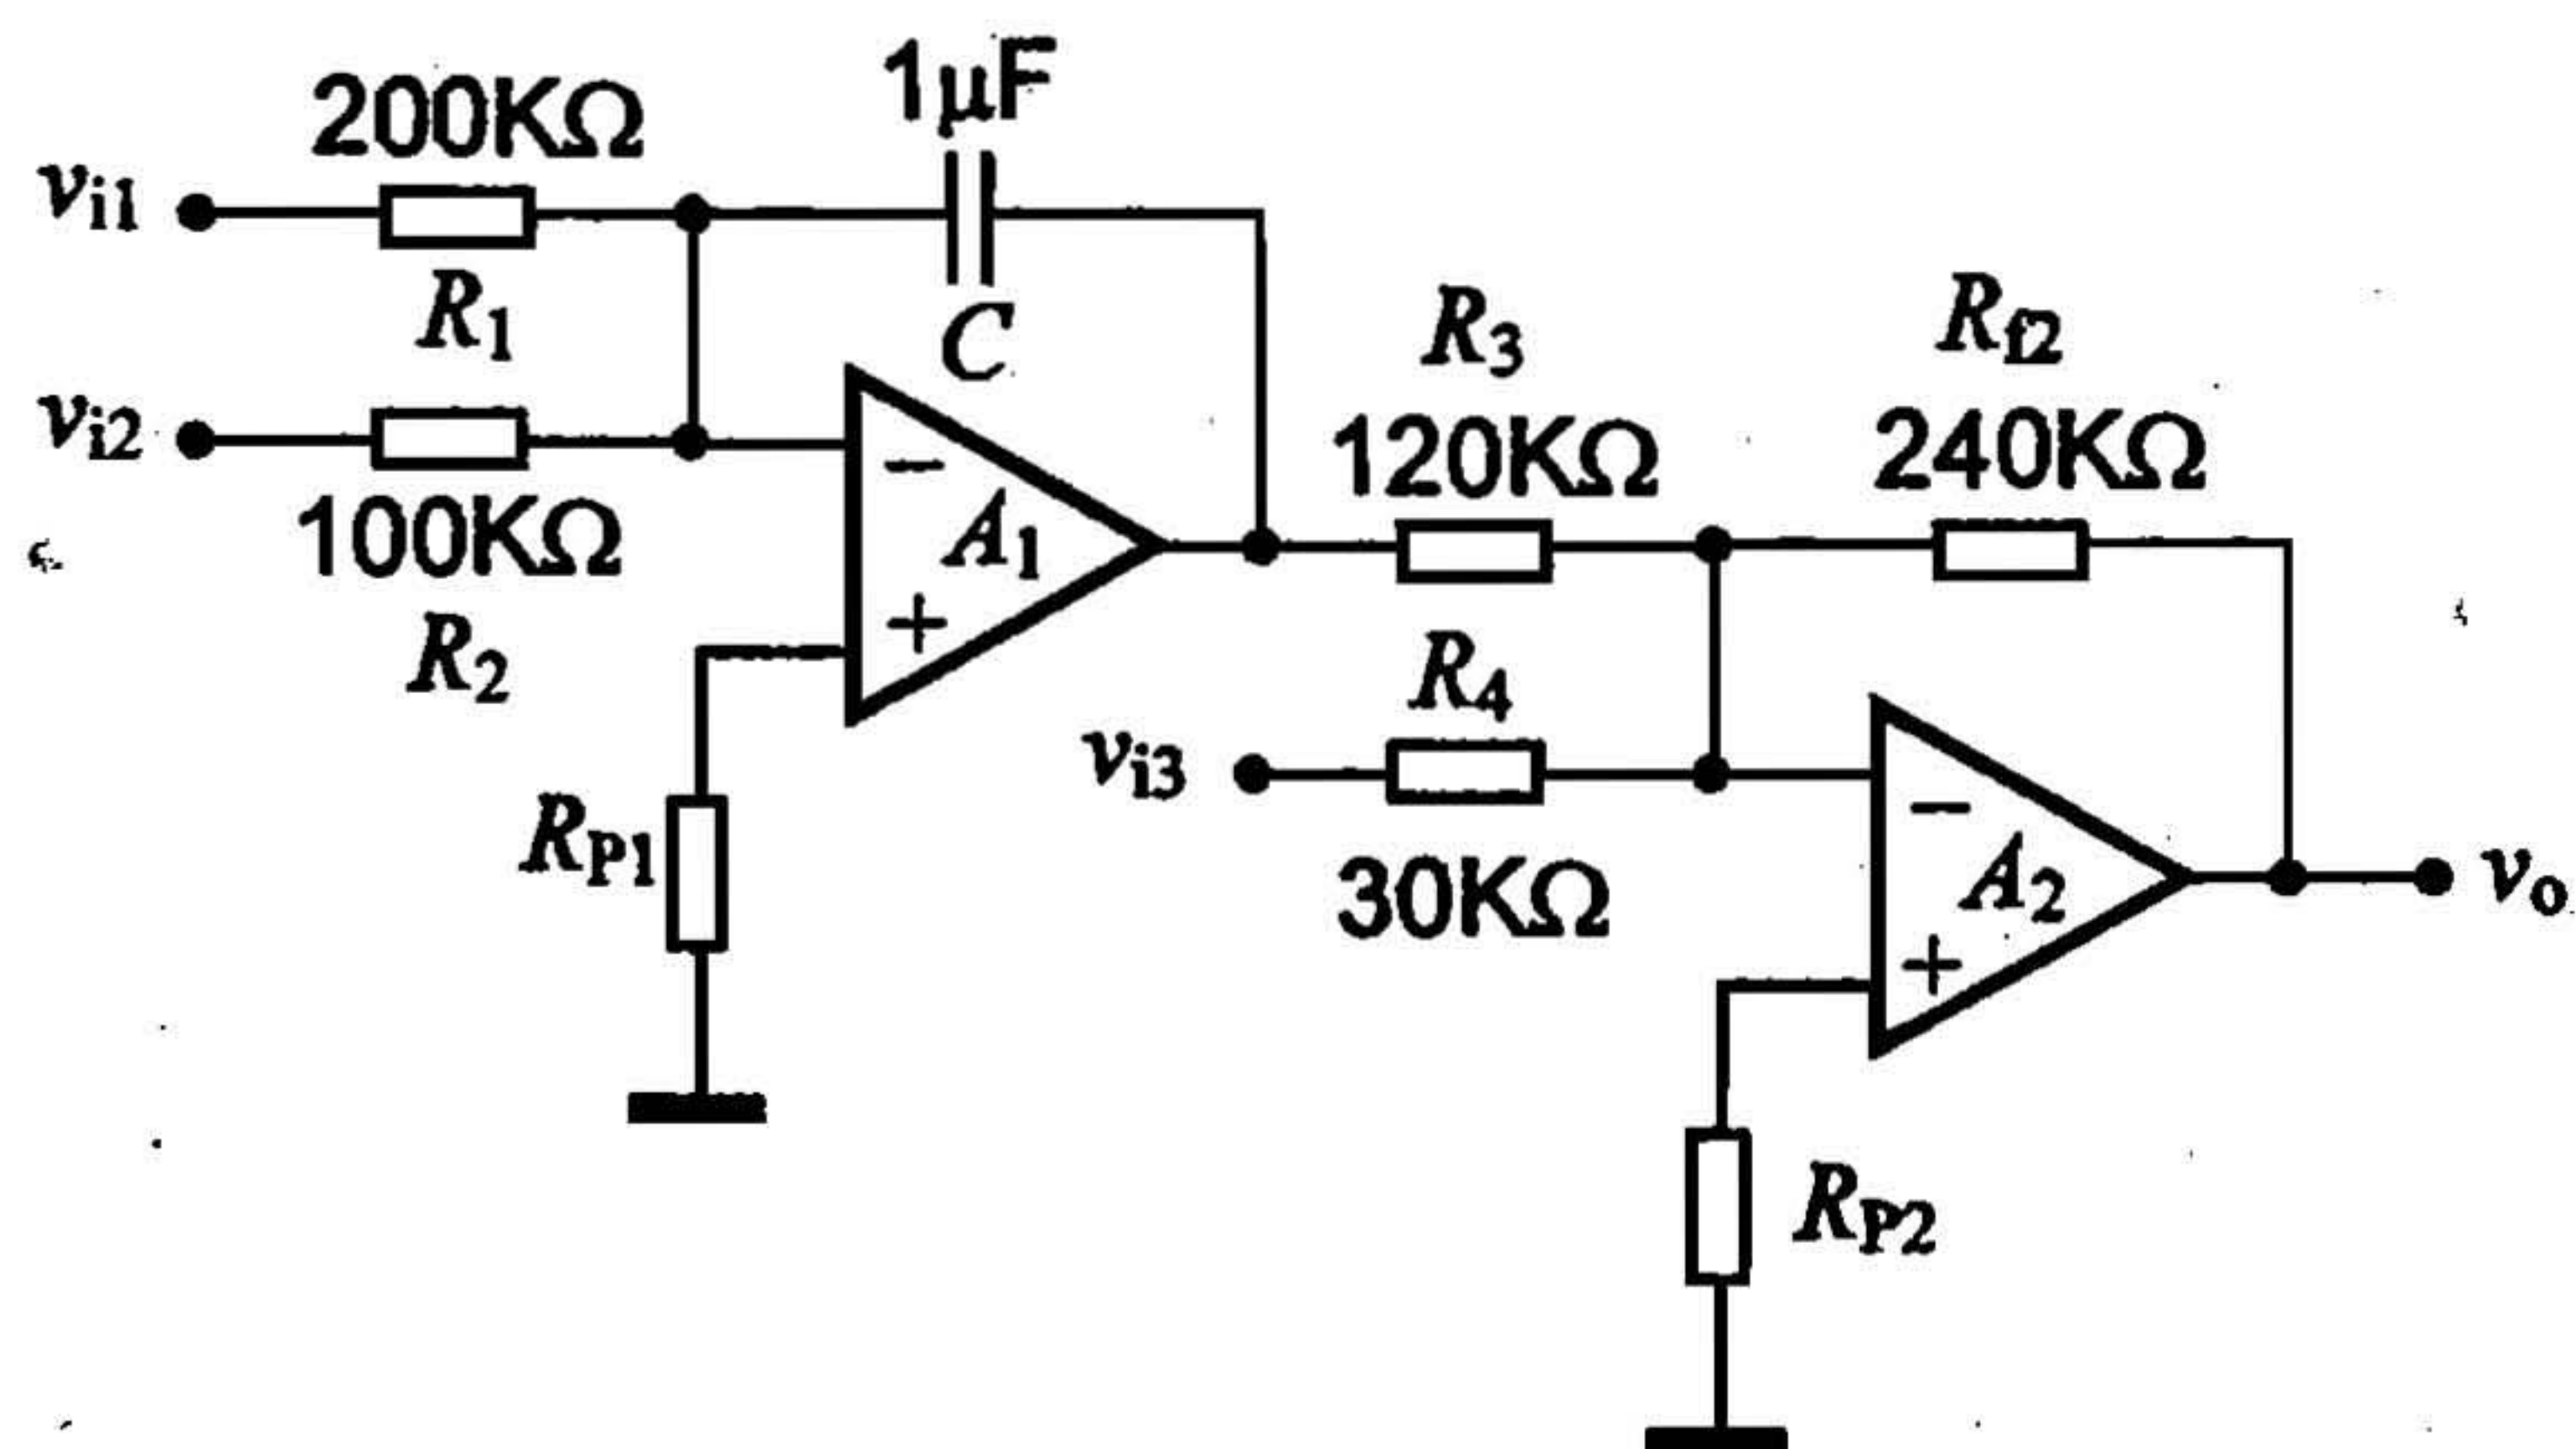 1μF
200KΩ
v_i1
R_1
C
v_i2
100KΩ
R_2
−
A_1
+
R_3
120KΩ
R_f2
240KΩ
R_4
v_i3
30KΩ
R_P1
−
A_2
+
v_o
R_P2